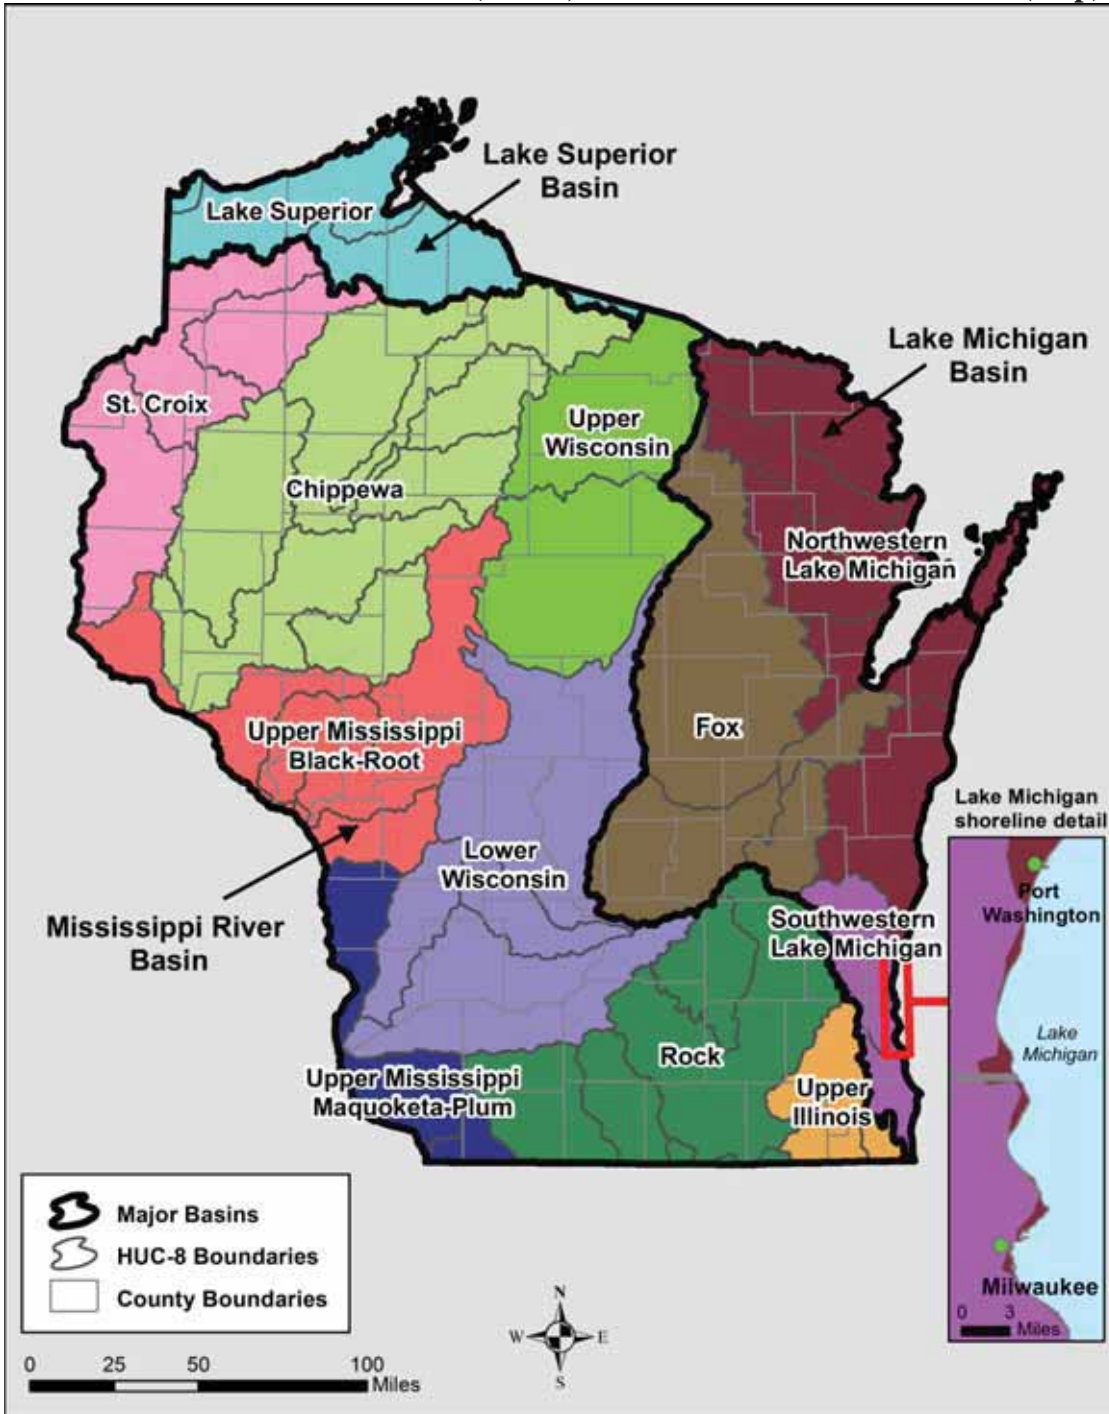 Lake Superior
Basin
Lake Superior
Lake Michigan
Basin
St. Croix
Upper
Wisconsin
Chippewa
Northwestern
Lake Michigan
Upper Mississippi
Black-Root
Fox
Lake Michigan
shoreline detail
Lower
Wisconsin
Port
Washington
Mississippi River
Basin
Southwestern
Lake Michigan
Lake
Michigan
Rock
Upper Mississippi
Maquoketa-Plum
Upper
Illinois
Major Basins
HUC-8 Boundaries
County Boundaries
Milwaukee
0 3
Miles
N
W E
S
0 25 50 100
Miles